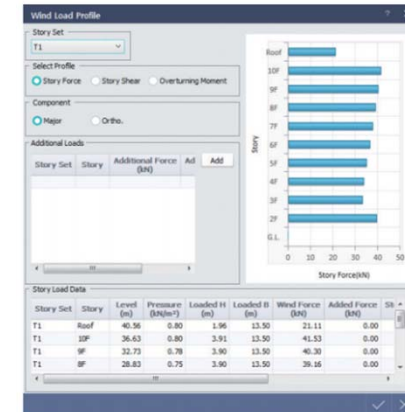 Wind Load Profile
?
Story Set
T1
Select Profile
Story Force Story Shear Overturning Moment
Component
Major Ortho.
Additional Loads
Story Set Story Additional Force (kN) Ad Add
Roof
10F
9F
8F
7F
6F
5F
4F
3F
2F
G.L.
Story
0 10 20 30 40 50
Story Force(kN)
Story Load Data
Story Set Story Level (m) Pressure (kN/m²) Loaded H (m) Loaded B (m) Wind Force (kN) Added Force (kN) St
T1 Roof 40.56 0.80 1.96 13.50 21.11 0.00
T1 10F 36.63 0.80 3.91 13.50 41.53 0.00
T1 9F 32.73 0.78 3.90 13.50 40.30 0.00
T1 8F 28.83 0.75 3.90 13.50 39.16 0.00